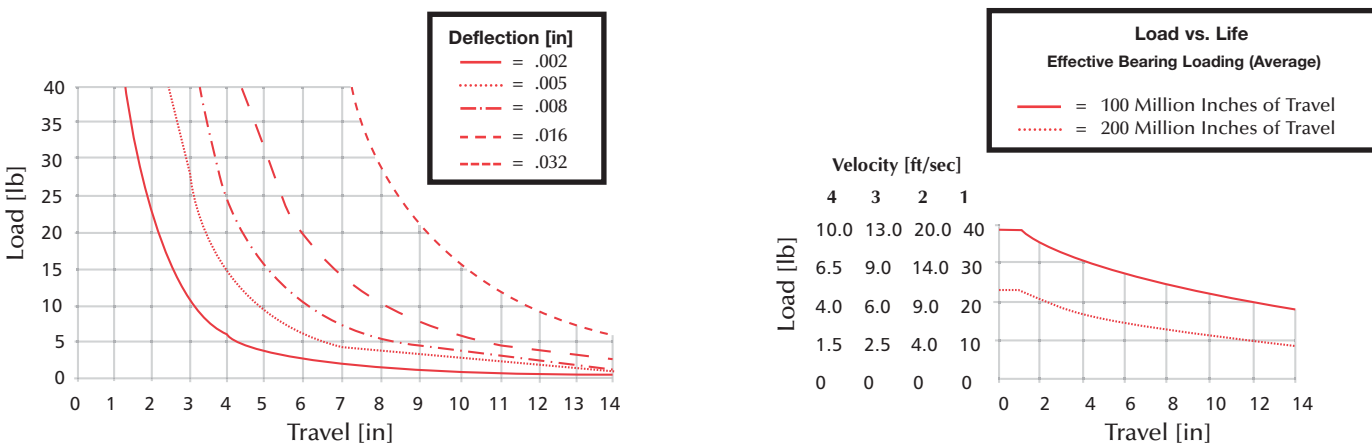 Deflection [in]
= .002
= .005
= .008
= .016
= .032
Load [lb]
40
35
30
25
20
15
10
5
0
0 1 2 3 4 5 6 7 8 9 10 11 12 13 14
Travel [in]
Load vs. Life
Effective Bearing Loading (Average)
= 100 Million Inches of Travel
= 200 Million Inches of Travel
Velocity [ft/sec]
4 3 2 1
Load [lb]
10.0 13.0 20.0 40
6.5 9.0 14.0 30
4.0 6.0 9.0 20
1.5 2.5 4.0 10
0 0 0 0
0 2 4 6 8 10 12 14
Travel [in]